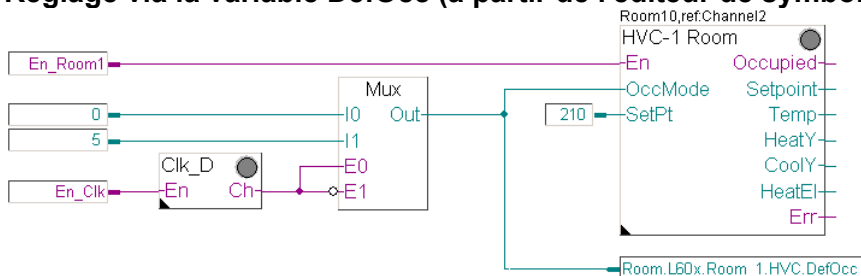 Réglage via la variable DefOcc (à partir de l'éditeur de symbol
Room10,ref:Channel2
HVC-1 Room
En_Room1
En
Occupied
OccMode
Setpoint
Mux
0
I0
Out
210
SetPt
Temp
5
I1
HeatY
Clk_D
E0
CoolY
En_Clk
En
Ch
E1
HeatEl
Err
Room.L60x.Room_1.HVC.DefOcc